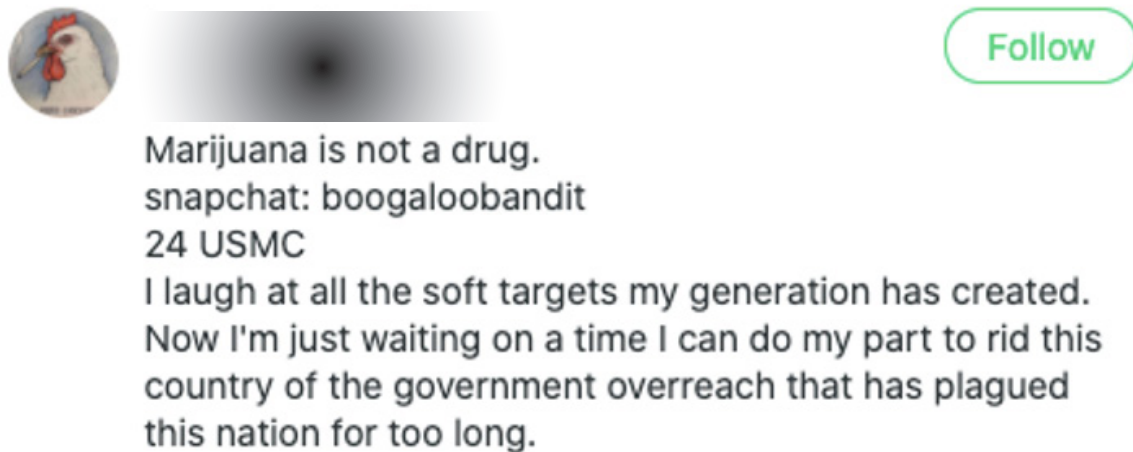 Follow
Marijuana is not a drug.
snapchat: boogaloobandit
24 USMC
I laugh at all the soft targets my generation has created.
Now I'm just waiting on a time I can do my part to rid this
country of the government overreach that has plagued
this nation for too long.